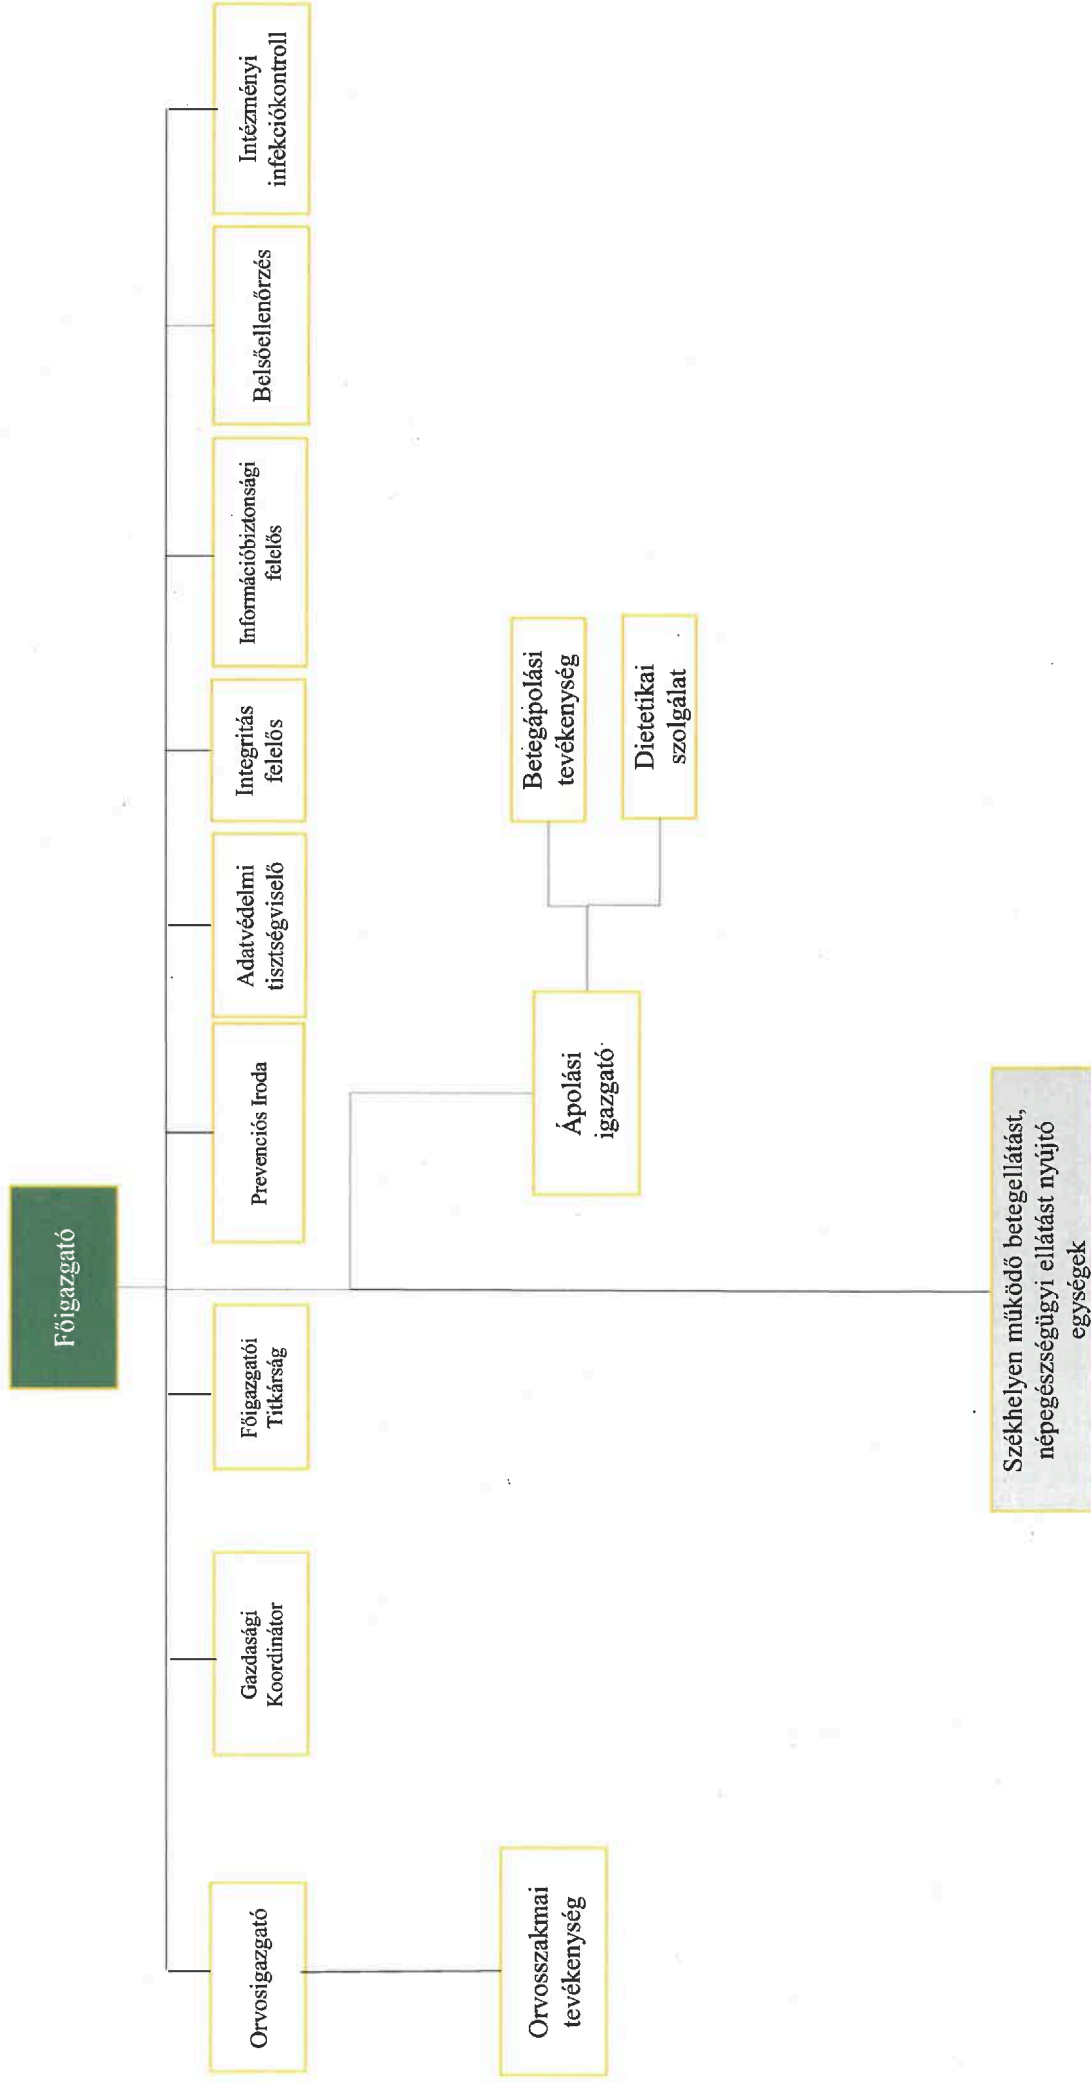 Főigazgató
Orvosigazgató
Gazdasági
Koordinátor
Főigazgatói
Titkárság
Prevenciós Iroda
Adatvédelmi
tisztségviselő
Integritás
felelős
Információbiztonsági
felelős
Belsőellenőrzés
Intézményi
infekciókontroll
Orvosszakmai
tevékenység
Ápolási
igazgató
Betegápolási
tevékenység
Dietetikai
szolgálat
Székhelyen működő betegellátást,
népegészségügyi ellátást nyújtó
egységek